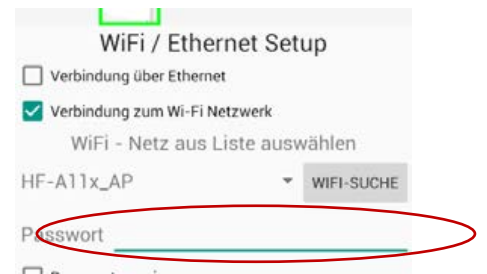 WiFi / Ethernet Setup
Verbindung über Ethernet
Verbindung zum Wi-Fi Netzwerk
WiFi - Netz aus Liste auswählen
HF-A11x_AP WIFI-SUCHE
Passwort